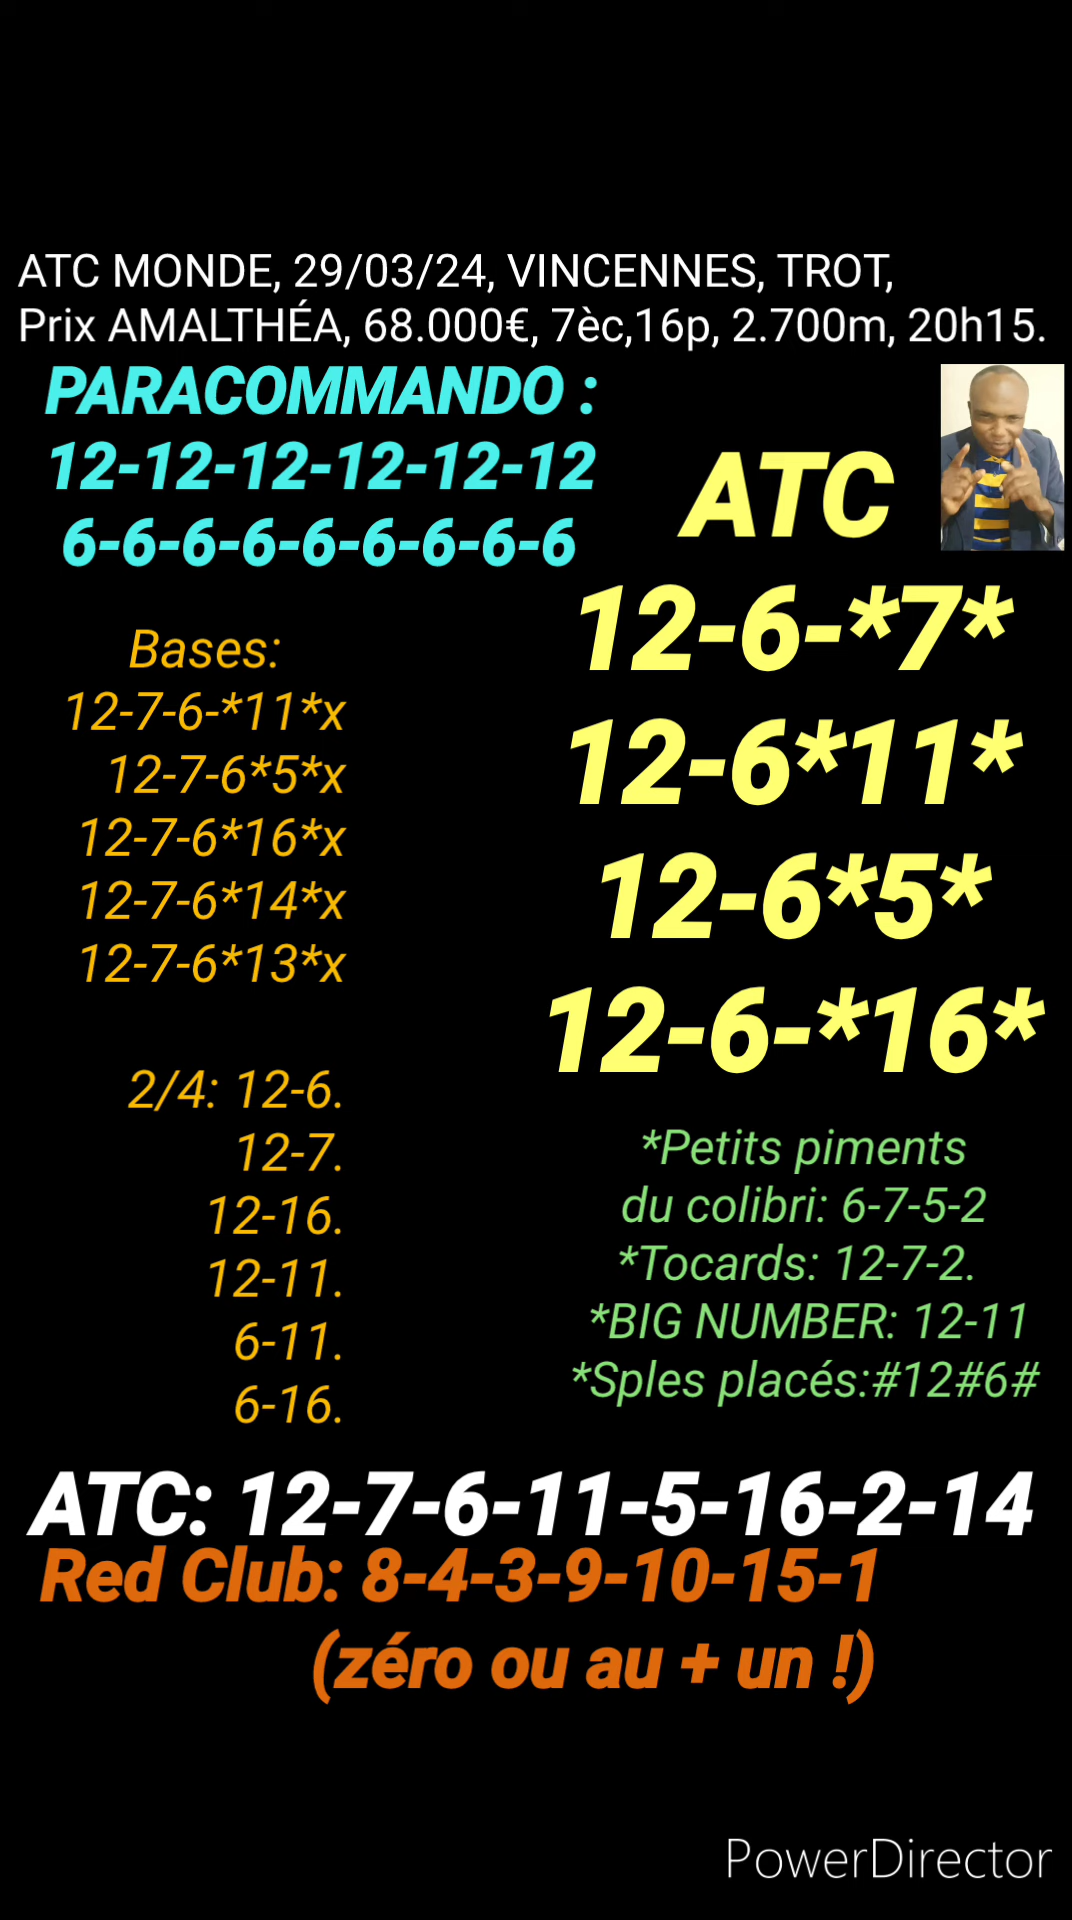 ATC MONDE, 29/03/24, VINCENNES, TROT,
Prix AMALTHÉA, 68.000€, 7èc,16p, 2.700m, 20h15.
PARACOMMANDO :
12-12-12-12-12-12
6-6-6-6-6-6-6-6-6
ATC
12-6-*7*
12-6*11*
12-6*5*
12-6-*16*
Bases:
12-7-6-*11*x
12-7-6*5*x
12-7-6*16*x
12-7-6*14*x
12-7-6*13*x
2/4: 12-6.
12-7.
12-16.
12-11.
6-11.
6-16.
*Petits piments
du colibri: 6-7-5-2
*Tocards: 12-7-2.
*BIG NUMBER: 12-11
*Sples placés:#12#6#
ATC: 12-7-6-11-5-16-2-14
Red Club: 8-4-3-9-10-15-1
(zéro ou au + un !)
PowerDirector